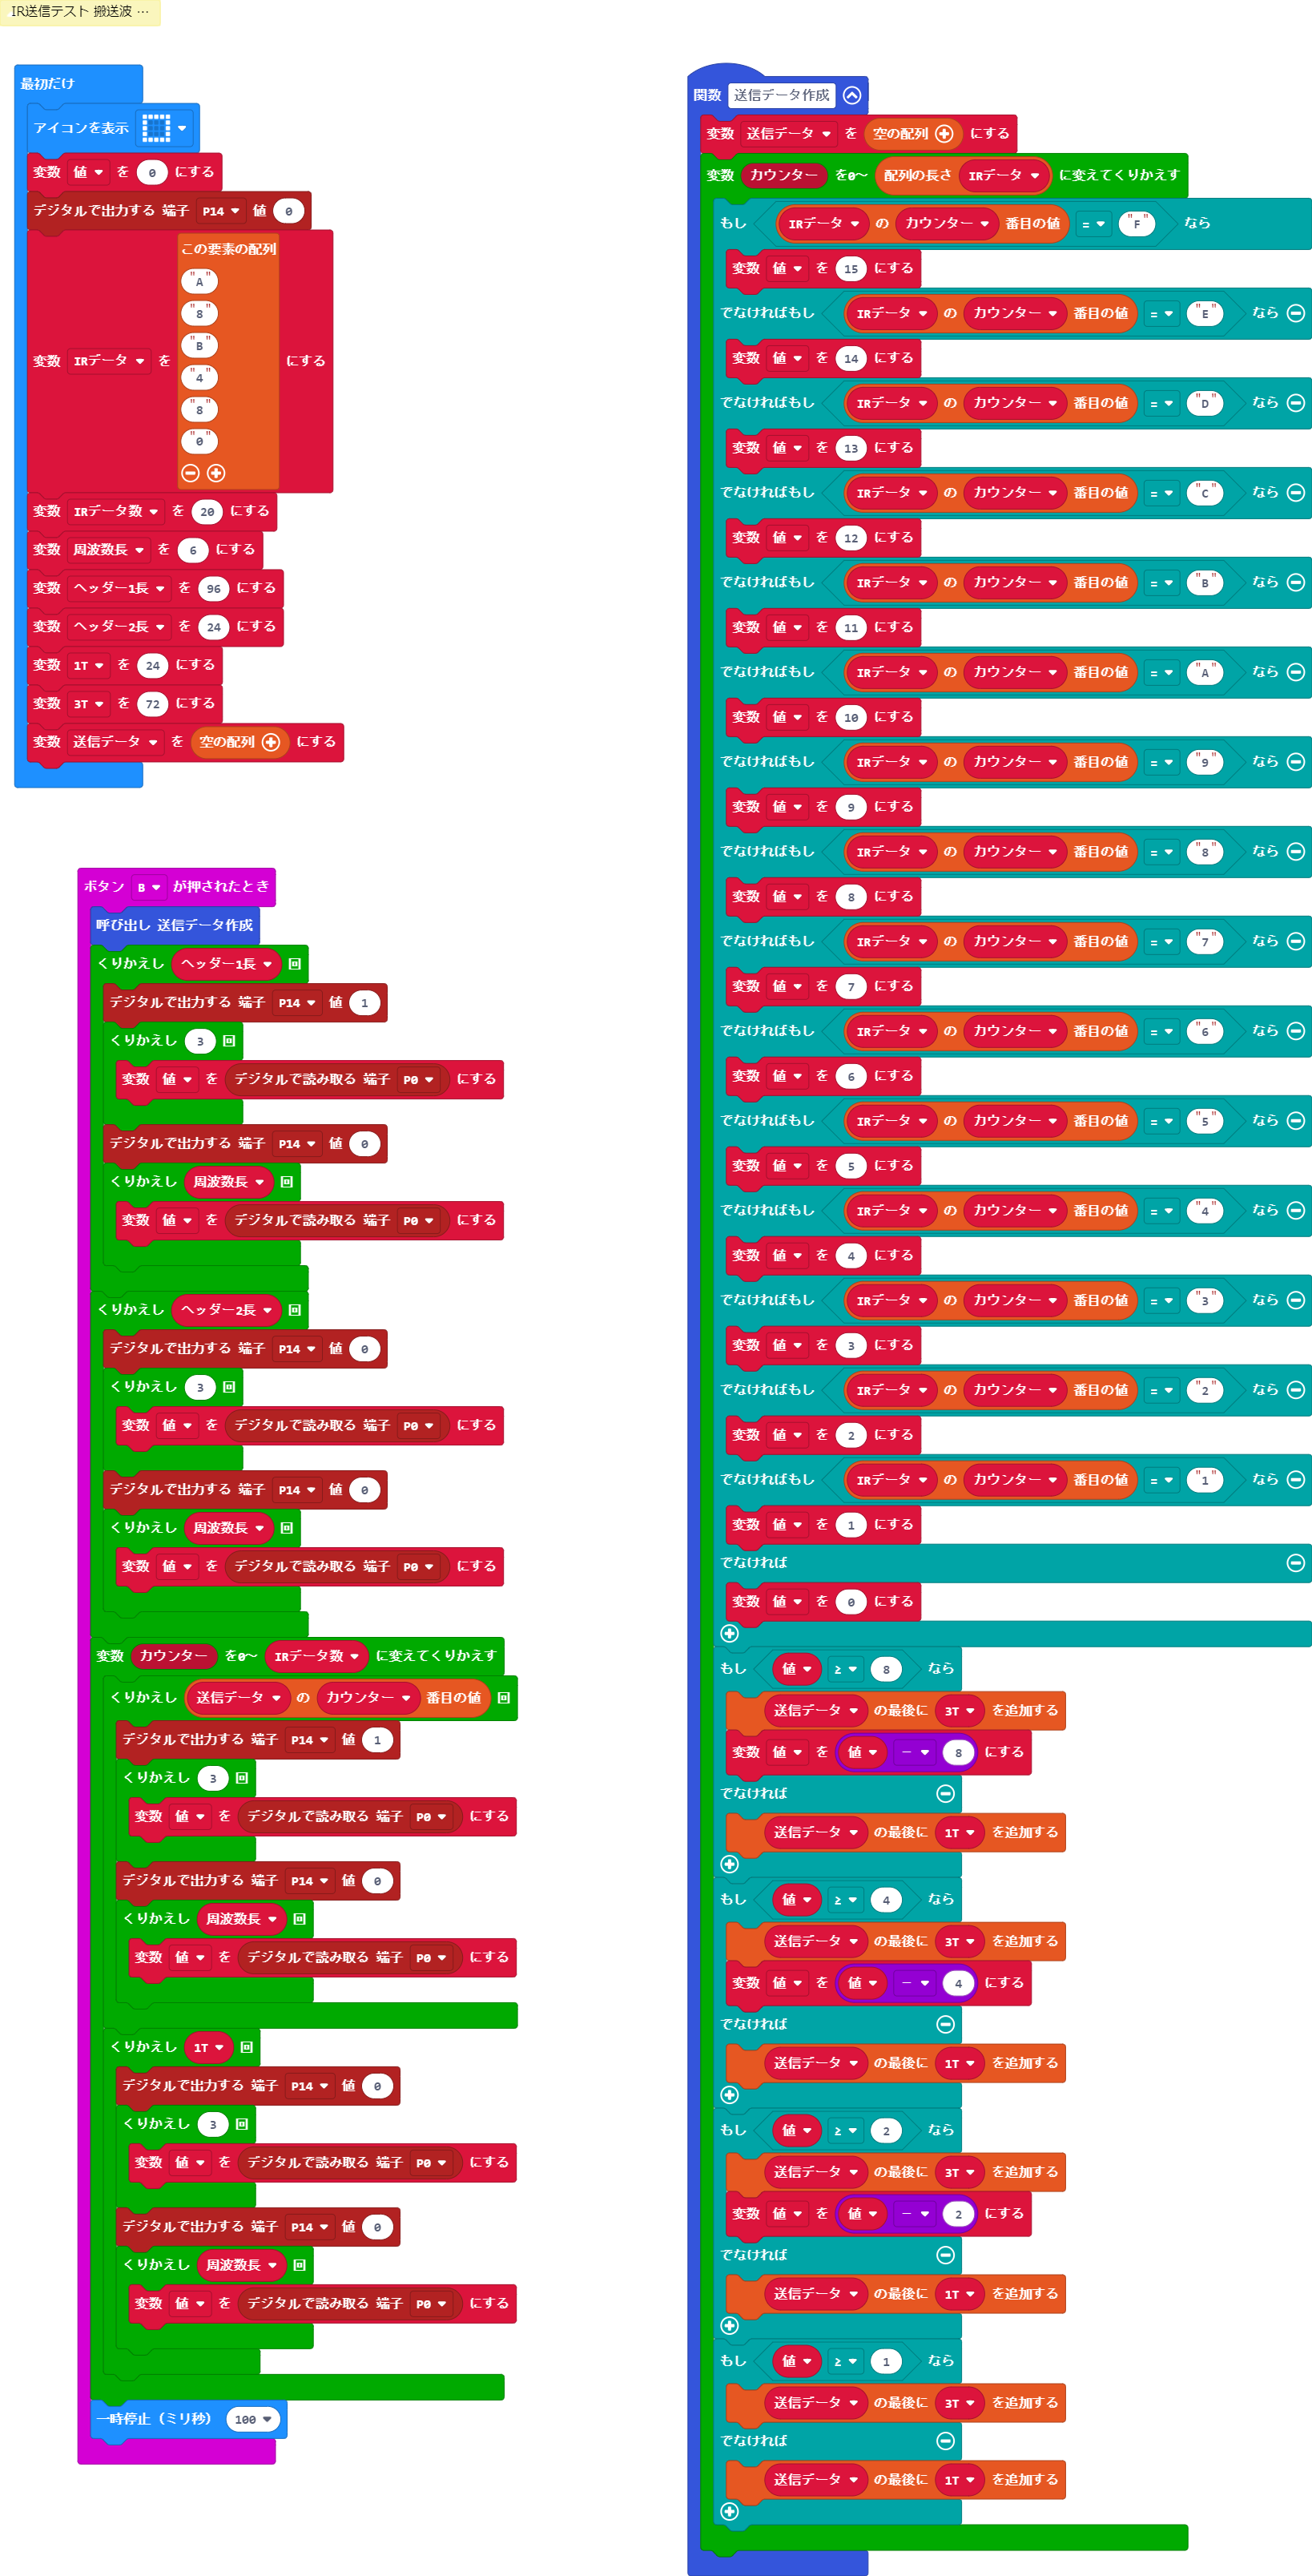 IR送信テスト 搬送波 …
最初だけ
アイコンを表示
変数 値 を 0 にする
デジタルで出力する 端子 P14 値 0
変数 IRデータ を この要素の配列 にする
"A"
"8"
"B"
"4"
"8"
"0"
変数 IRデータ数 を 20 にする
変数 周波数長 を 6 にする
変数 ヘッダー1長 を 96 にする
変数 ヘッダー2長 を 24 にする
変数 1T を 24 にする
変数 3T を 72 にする
変数 送信データ を 空の配列 にする
ボタン B が押されたとき
呼び出し 送信データ作成
くりかえし ヘッダー1長 回
デジタルで出力する 端子 P14 値 1
くりかえし 3 回
変数 値 を デジタルで読み取る 端子 P0 にする
デジタルで出力する 端子 P14 値 0
くりかえし 周波数長 回
変数 値 を デジタルで読み取る 端子 P0 にする
くりかえし ヘッダー2長 回
デジタルで出力する 端子 P14 値 0
くりかえし 3 回
変数 値 を デジタルで読み取る 端子 P0 にする
デジタルで出力する 端子 P14 値 0
くりかえし 周波数長 回
変数 値 を デジタルで読み取る 端子 P0 にする
変数 カウンター を0～ IRデータ数 に変えてくりかえす
くりかえし 送信データ の カウンター 番目の値 回
デジタルで出力する 端子 P14 値 1
くりかえし 3 回
変数 値 を デジタルで読み取る 端子 P0 にする
デジタルで出力する 端子 P14 値 0
くりかえし 周波数長 回
変数 値 を デジタルで読み取る 端子 P0 にする
くりかえし 1T 回
デジタルで出力する 端子 P14 値 0
くりかえし 3 回
変数 値 を デジタルで読み取る 端子 P0 にする
デジタルで出力する 端子 P14 値 0
くりかえし 周波数長 回
変数 値 を デジタルで読み取る 端子 P0 にする
一時停止（ミリ秒） 100
関数 送信データ作成
変数 送信データ を 空の配列 にする
変数 カウンター を0～ 配列の長さ IRデータ に変えてくりかえす
もし IRデータ の カウンター 番目の値 = "F" なら
変数 値 を 15 にする
でなければもし IRデータ の カウンター 番目の値 = "E" なら
変数 値 を 14 にする
でなければもし IRデータ の カウンター 番目の値 = "D" なら
変数 値 を 13 にする
でなければもし IRデータ の カウンター 番目の値 = "C" なら
変数 値 を 12 にする
でなければもし IRデータ の カウンター 番目の値 = "B" なら
変数 値 を 11 にする
でなければもし IRデータ の カウンター 番目の値 = "A" なら
変数 値 を 10 にする
でなければもし IRデータ の カウンター 番目の値 = "9" なら
変数 値 を 9 にする
でなければもし IRデータ の カウンター 番目の値 = "8" なら
変数 値 を 8 にする
でなければもし IRデータ の カウンター 番目の値 = "7" なら
変数 値 を 7 にする
でなければもし IRデータ の カウンター 番目の値 = "6" なら
変数 値 を 6 にする
でなければもし IRデータ の カウンター 番目の値 = "5" なら
変数 値 を 5 にする
でなければもし IRデータ の カウンター 番目の値 = "4" なら
変数 値 を 4 にする
でなければもし IRデータ の カウンター 番目の値 = "3" なら
変数 値 を 3 にする
でなければもし IRデータ の カウンター 番目の値 = "2" なら
変数 値 を 2 にする
でなければもし IRデータ の カウンター 番目の値 = "1" なら
変数 値 を 1 にする
でなければ
変数 値 を 0 にする
もし 値 ≥ 8 なら
送信データ の最後に 3T を追加する
変数 値 を 値 - 8 にする
でなければ
送信データ の最後に 1T を追加する
もし 値 ≥ 4 なら
送信データ の最後に 3T を追加する
変数 値 を 値 - 4 にする
でなければ
送信データ の最後に 1T を追加する
もし 値 ≥ 2 なら
送信データ の最後に 3T を追加する
変数 値 を 値 - 2 にする
でなければ
送信データ の最後に 1T を追加する
もし 値 ≥ 1 なら
送信データ の最後に 3T を追加する
でなければ
送信データ の最後に 1T を追加する